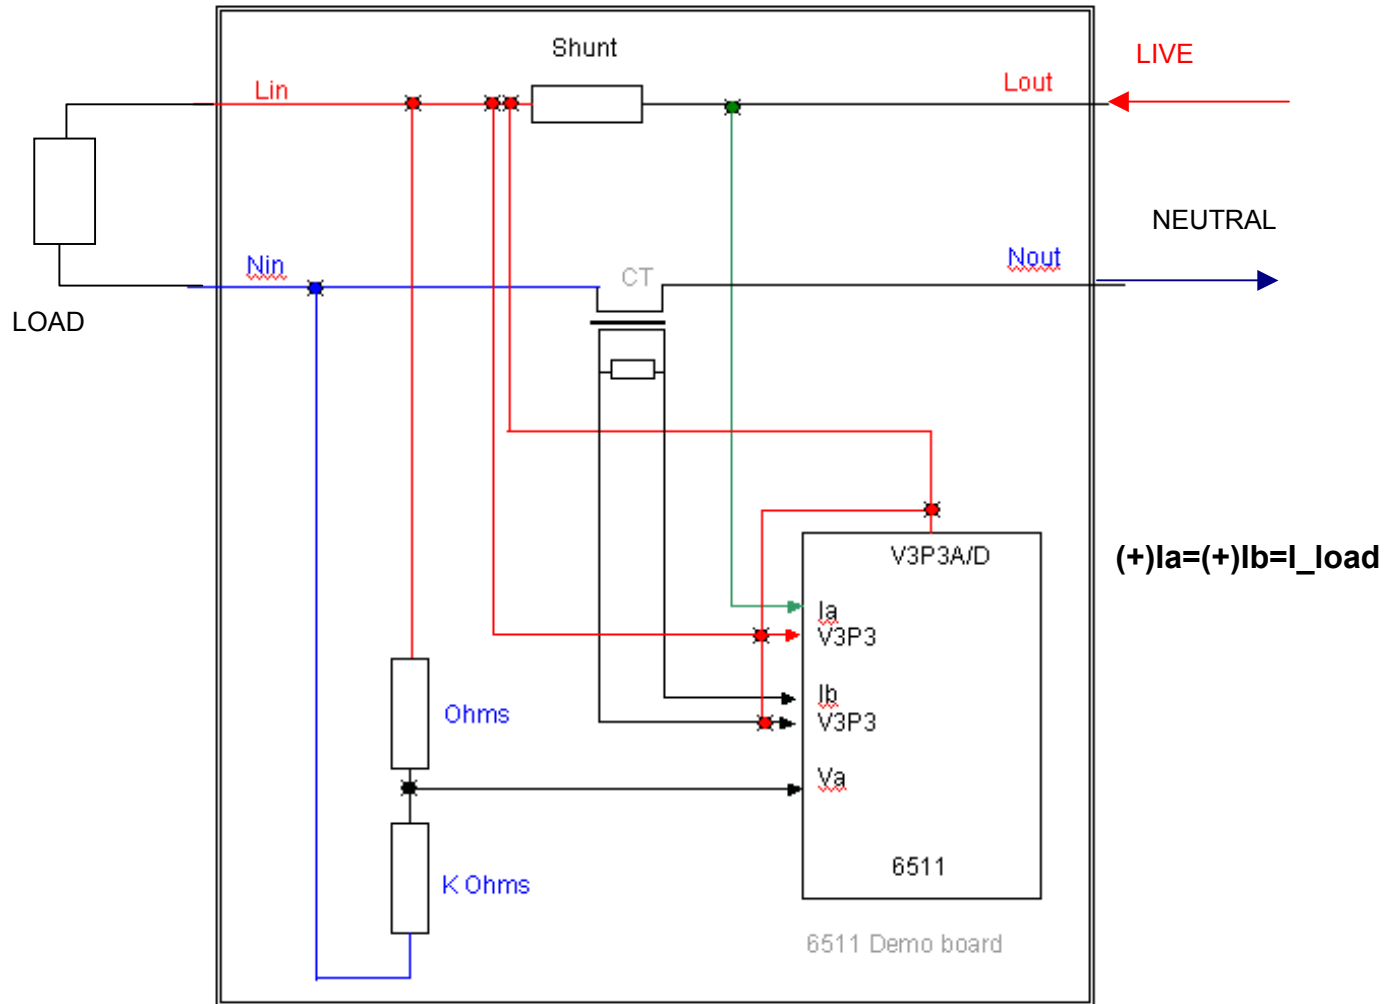 Shunt
LIVE
Lin
Lout
NEUTRAL
Nin
CT
Nout
LOAD
V3P3A/D
(+)Ia=(+)Ib=I_load
Ia
V3P3
Ib
V3P3
Ohms
Va
6511
K Ohms
6511 Demo board